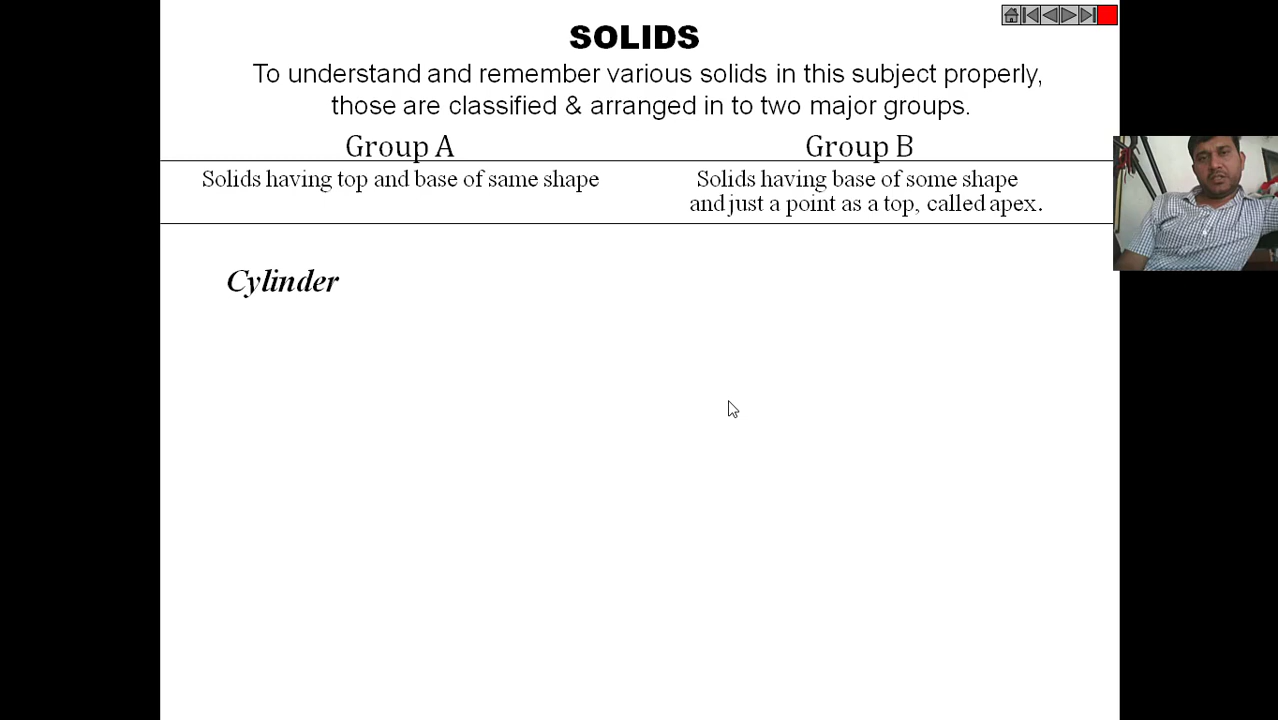 SOLIDS
To understand and remember various solids in this subject properly,
those are classified & arranged in to two major groups.
Group A
Solids having top and base of same shape
Group B
Solids having base of some shape
and just a point as a top, called apex.
Cylinder